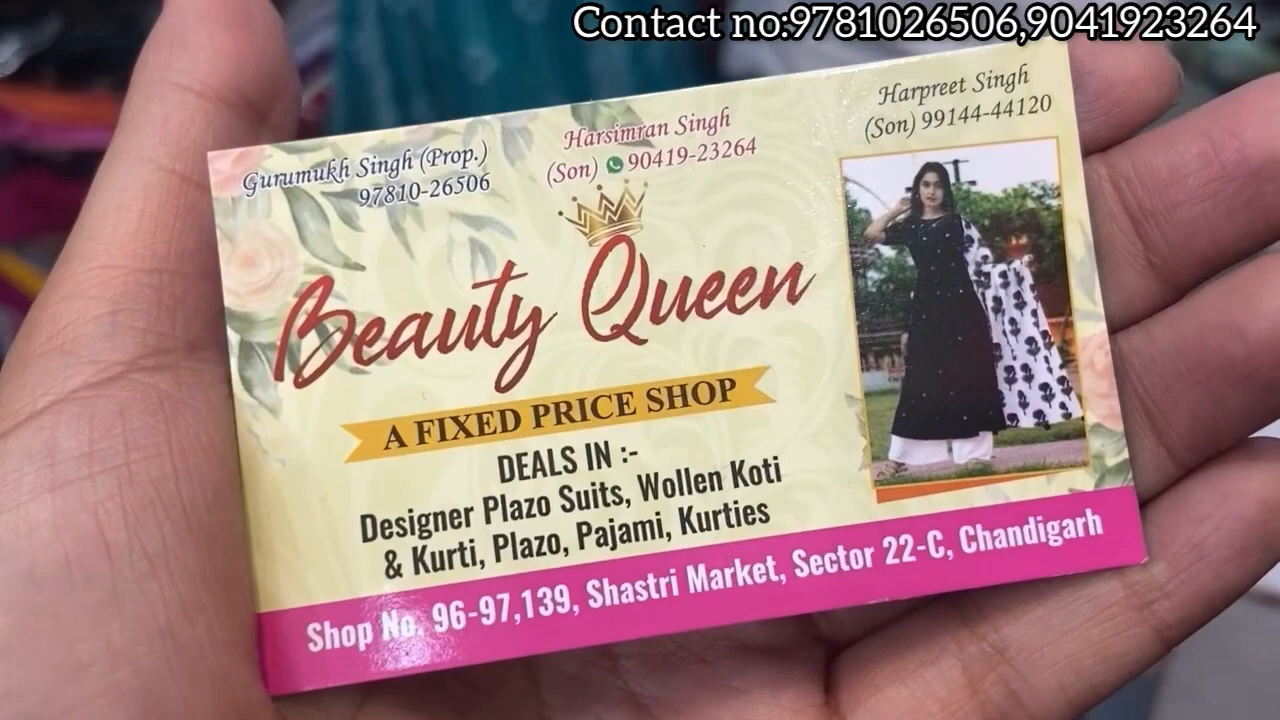 Contact no:9781026506,9041923264
Gurumukh Singh (Prop.)
97810-26506
Harsimran Singh
(Son) 90419-23264
Harpreet Singh
(Son) 99144-44120
Beauty Queen
A FIXED PRICE SHOP
DEALS IN :-
Designer Plazo Suits, Wollen Koti
& Kurti, Plazo, Pajami, Kurties
Shop No. 96-97,139, Shastri Market, Sector 22-C, Chandigarh